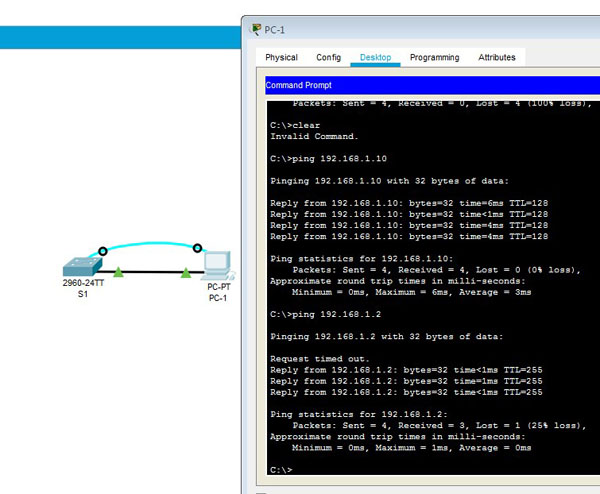 PC-1
Physical Config Desktop Programming Attributes
Command Prompt
Packets: Sent = 4, Received = 0, Lost = 4 (100% loss),
C:\>clear
Invalid Command.
C:\>ping 192.168.1.10
Pinging 192.168.1.10 with 32 bytes of data:
Reply from 192.168.1.10: bytes=32 time=6ms TTL=128
Reply from 192.168.1.10: bytes=32 time<1ms TTL=128
Reply from 192.168.1.10: bytes=32 time=4ms TTL=128
Reply from 192.168.1.10: bytes=32 time=4ms TTL=128
Ping statistics for 192.168.1.10:
Packets: Sent = 4, Received = 4, Lost = 0 (0% loss),
Approximate round trip times in milli-seconds:
Minimum = 0ms, Maximum = 6ms, Average = 3ms
C:\>ping 192.168.1.2
Pinging 192.168.1.2 with 32 bytes of data:
Request timed out.
Reply from 192.168.1.2: bytes=32 time<1ms TTL=255
Reply from 192.168.1.2: bytes=32 time=1ms TTL=255
Reply from 192.168.1.2: bytes=32 time<1ms TTL=255
Ping statistics for 192.168.1.2:
Packets: Sent = 4, Received = 3, Lost = 1 (25% loss),
Approximate round trip times in milli-seconds:
Minimum = 0ms, Maximum = 1ms, Average = 0ms
C:\>
2960-24TT
S1
PC-PT
PC-1